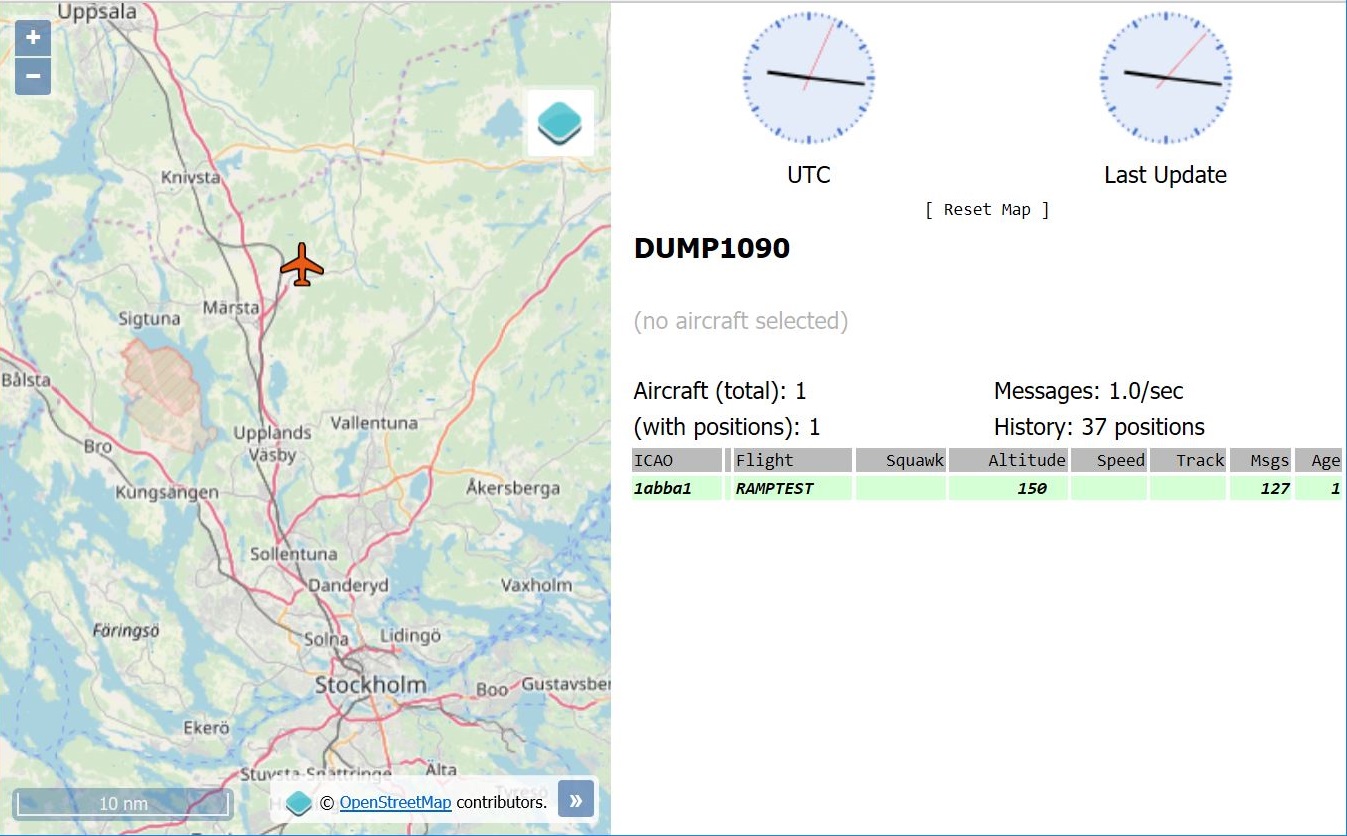 Uppsala
+
−
Knivsta
Märsta
Sigtuna
Bålsta
Vallentuna
Upplands
Väsby
Bro
Kungsängen
Åkersberga
Sollentuna
Danderyd
Vaxholm
Färingsö
Solna
Lidingö
Stockholm
Boo
Gustavsber
Ekerö
Stuvsta-Snättringe
Älta
Tyresö
10 nm
© OpenStreetMap contributors.
»
UTC
Last Update
[ Reset Map ]
DUMP1090
(no aircraft selected)
Aircraft (total): 1 Messages: 1.0/sec
(with positions): 1 History: 37 positions
ICAO Flight Squawk Altitude Speed Track Msgs Age
1abba1 RAMPTEST 150 127 1